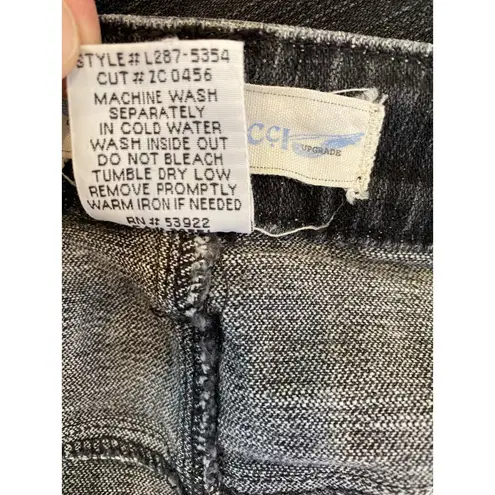 STYLE# L287-5354
CUT# ZC0456
MACHINE WASH
SEPARATELY
IN COLD WATER
WASH INSIDE OUT
DO NOT BLEACH
TUMBLE DRY LOW
REMOVE PROMPTLY
WARM IRON IF NEEDED
RN# 53922
CCI
UPGRADE